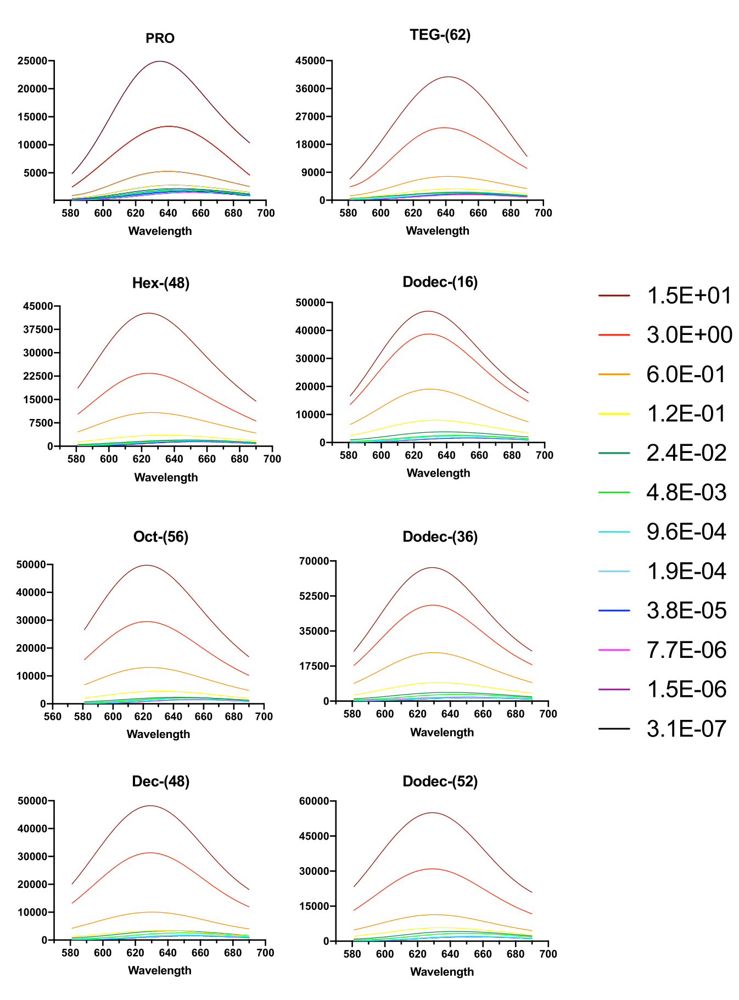 PRO
25000
20000
15000
10000
5000
580 600 620 640 660 680 700
Wavelength
TEG-(62)
45000
36000
27000
18000
9000
0
580 600 620 640 660 680 700
Wavelength
Hex-(48)
45000
37500
30000
22500
15000
7500
0
580 600 620 640 660 680 700
Wavelength
Dodec-(16)
50000
40000
30000
20000
10000
0
580 600 620 640 660 680 700
Wavelength
Oct-(56)
50000
40000
30000
20000
10000
0
560 580 600 620 640 660 680 700
Wavelength
Dodec-(36)
70000
52500
35000
17500
0
580 600 620 640 660 680 700
Wavelength
Dec-(48)
50000
40000
30000
20000
10000
0
580 600 620 640 660 680 700
Wavelength
Dodec-(52)
60000
45000
30000
15000
0
580 600 620 640 660 680 700
Wavelength
1.5E+01
3.0E+00
6.0E-01
1.2E-01
2.4E-02
4.8E-03
9.6E-04
1.9E-04
3.8E-05
7.7E-06
1.5E-06
3.1E-07